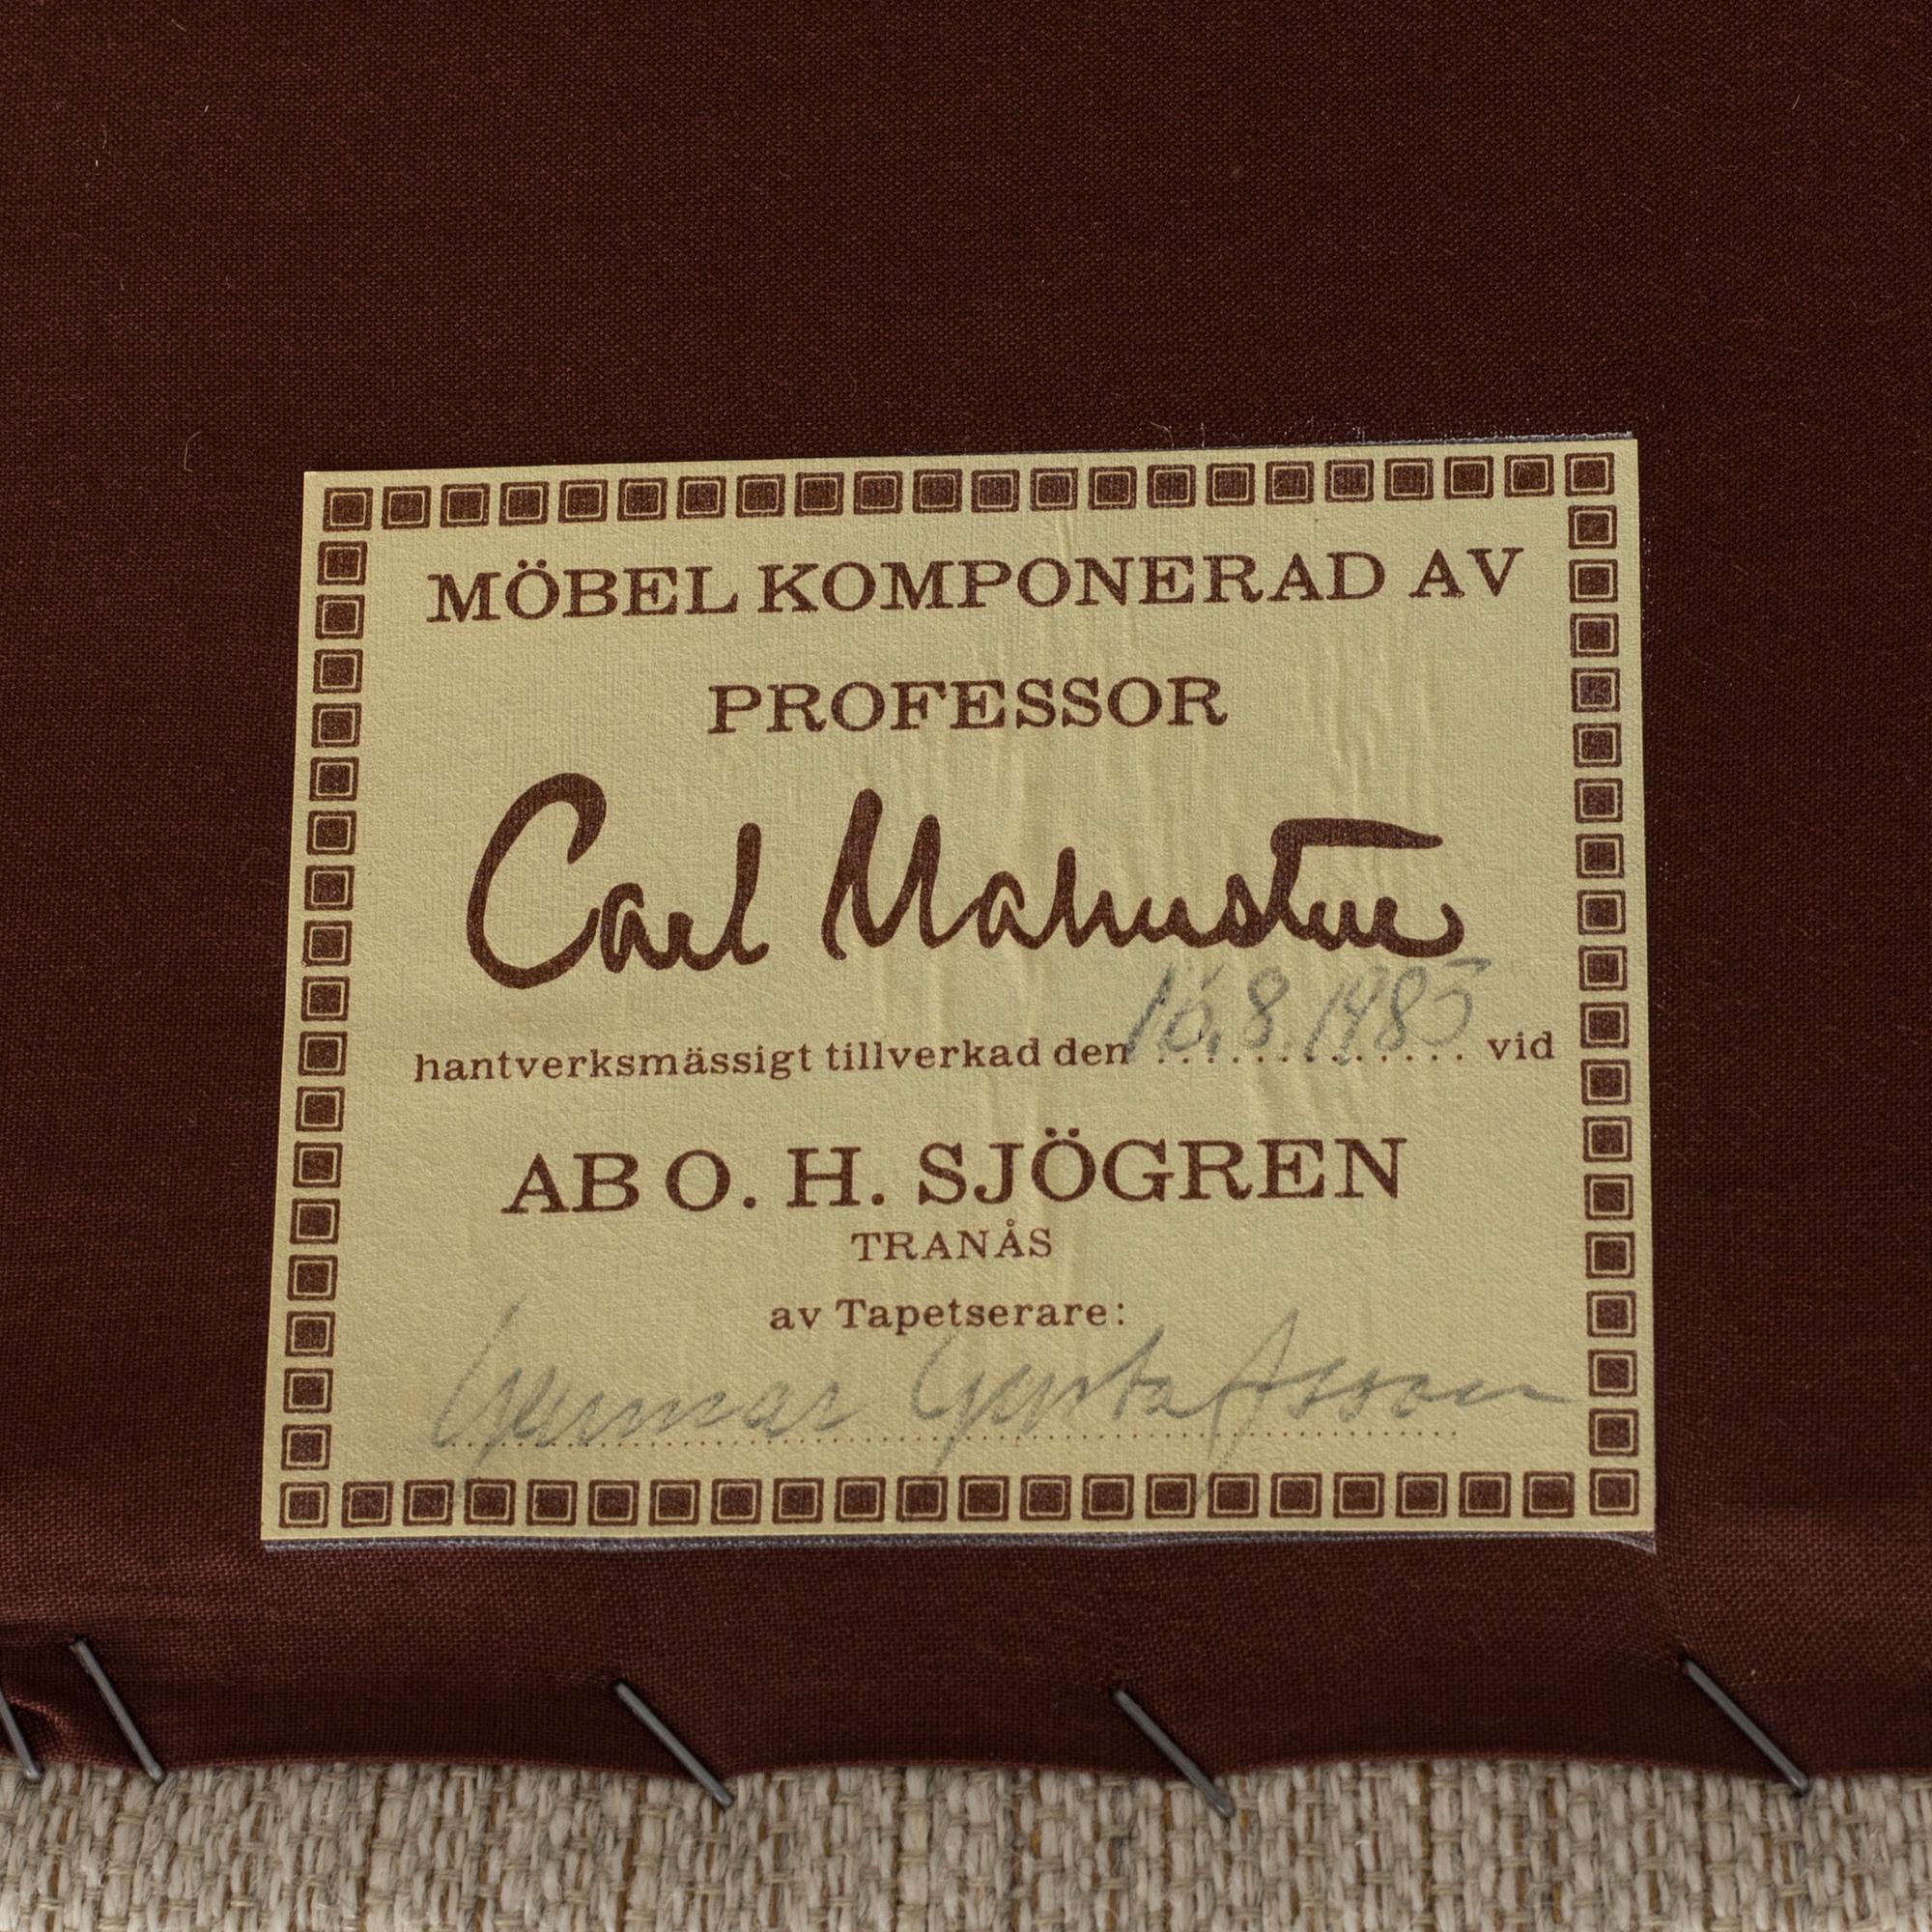 MÖBEL KOMPONERAD AV
PROFESSOR
Carl Malmsten
hantverksmässigt tillverkad den 16.8.1985 vid
AB O. H. SJÖGREN
TRANÅS
av Tapetserare:
Gunnar Gustafsson